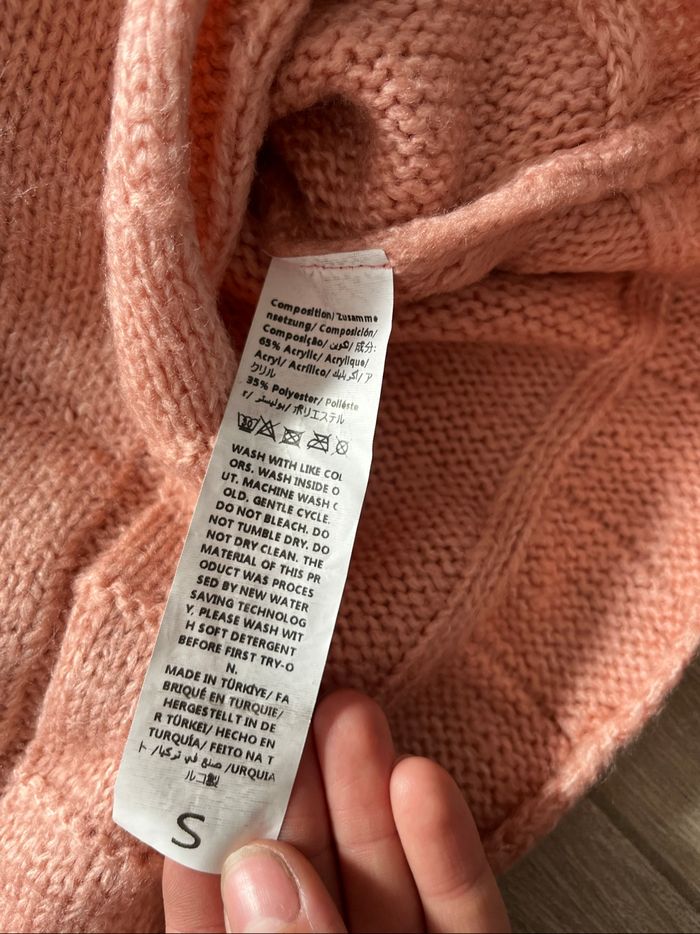 Composition/ Zusamme
nsetzung/ Composición/
Composição/ تكوين/ 成分:
65% Acrylic/ Acrylique/
Acryl/ Acrílico/ أكريليك/ ア
クリル
35% Polyester/ Polièste
r/ بوليستر/ ポリエステル
30
WASH WITH LIKE COL
ORS. WASH INSIDE O
UT. MACHINE WASH C
OLD. GENTLE CYCLE.
DO NOT BLEACH. DO
NOT TUMBLE DRY. DO
NOT DRY CLEAN. THE
MATERIAL OF THIS PR
ODUCT WAS PROCES
SED BY NEW WATER
SAVING TECHNOLOG
Y, PLEASE WASH WIT
H SOFT DETERGENT
BEFORE FIRST TRY-O
N.
MADE IN TÜRKİYE/ FA
BRIQUÉ EN TURQUIE/
HERGESTELLT IN DE
R TÜRKEI/ HECHO EN
TURQUÍA/ FEITO NA T
URQUIA/ صنع في تركيا/ ト
ルコ製
S